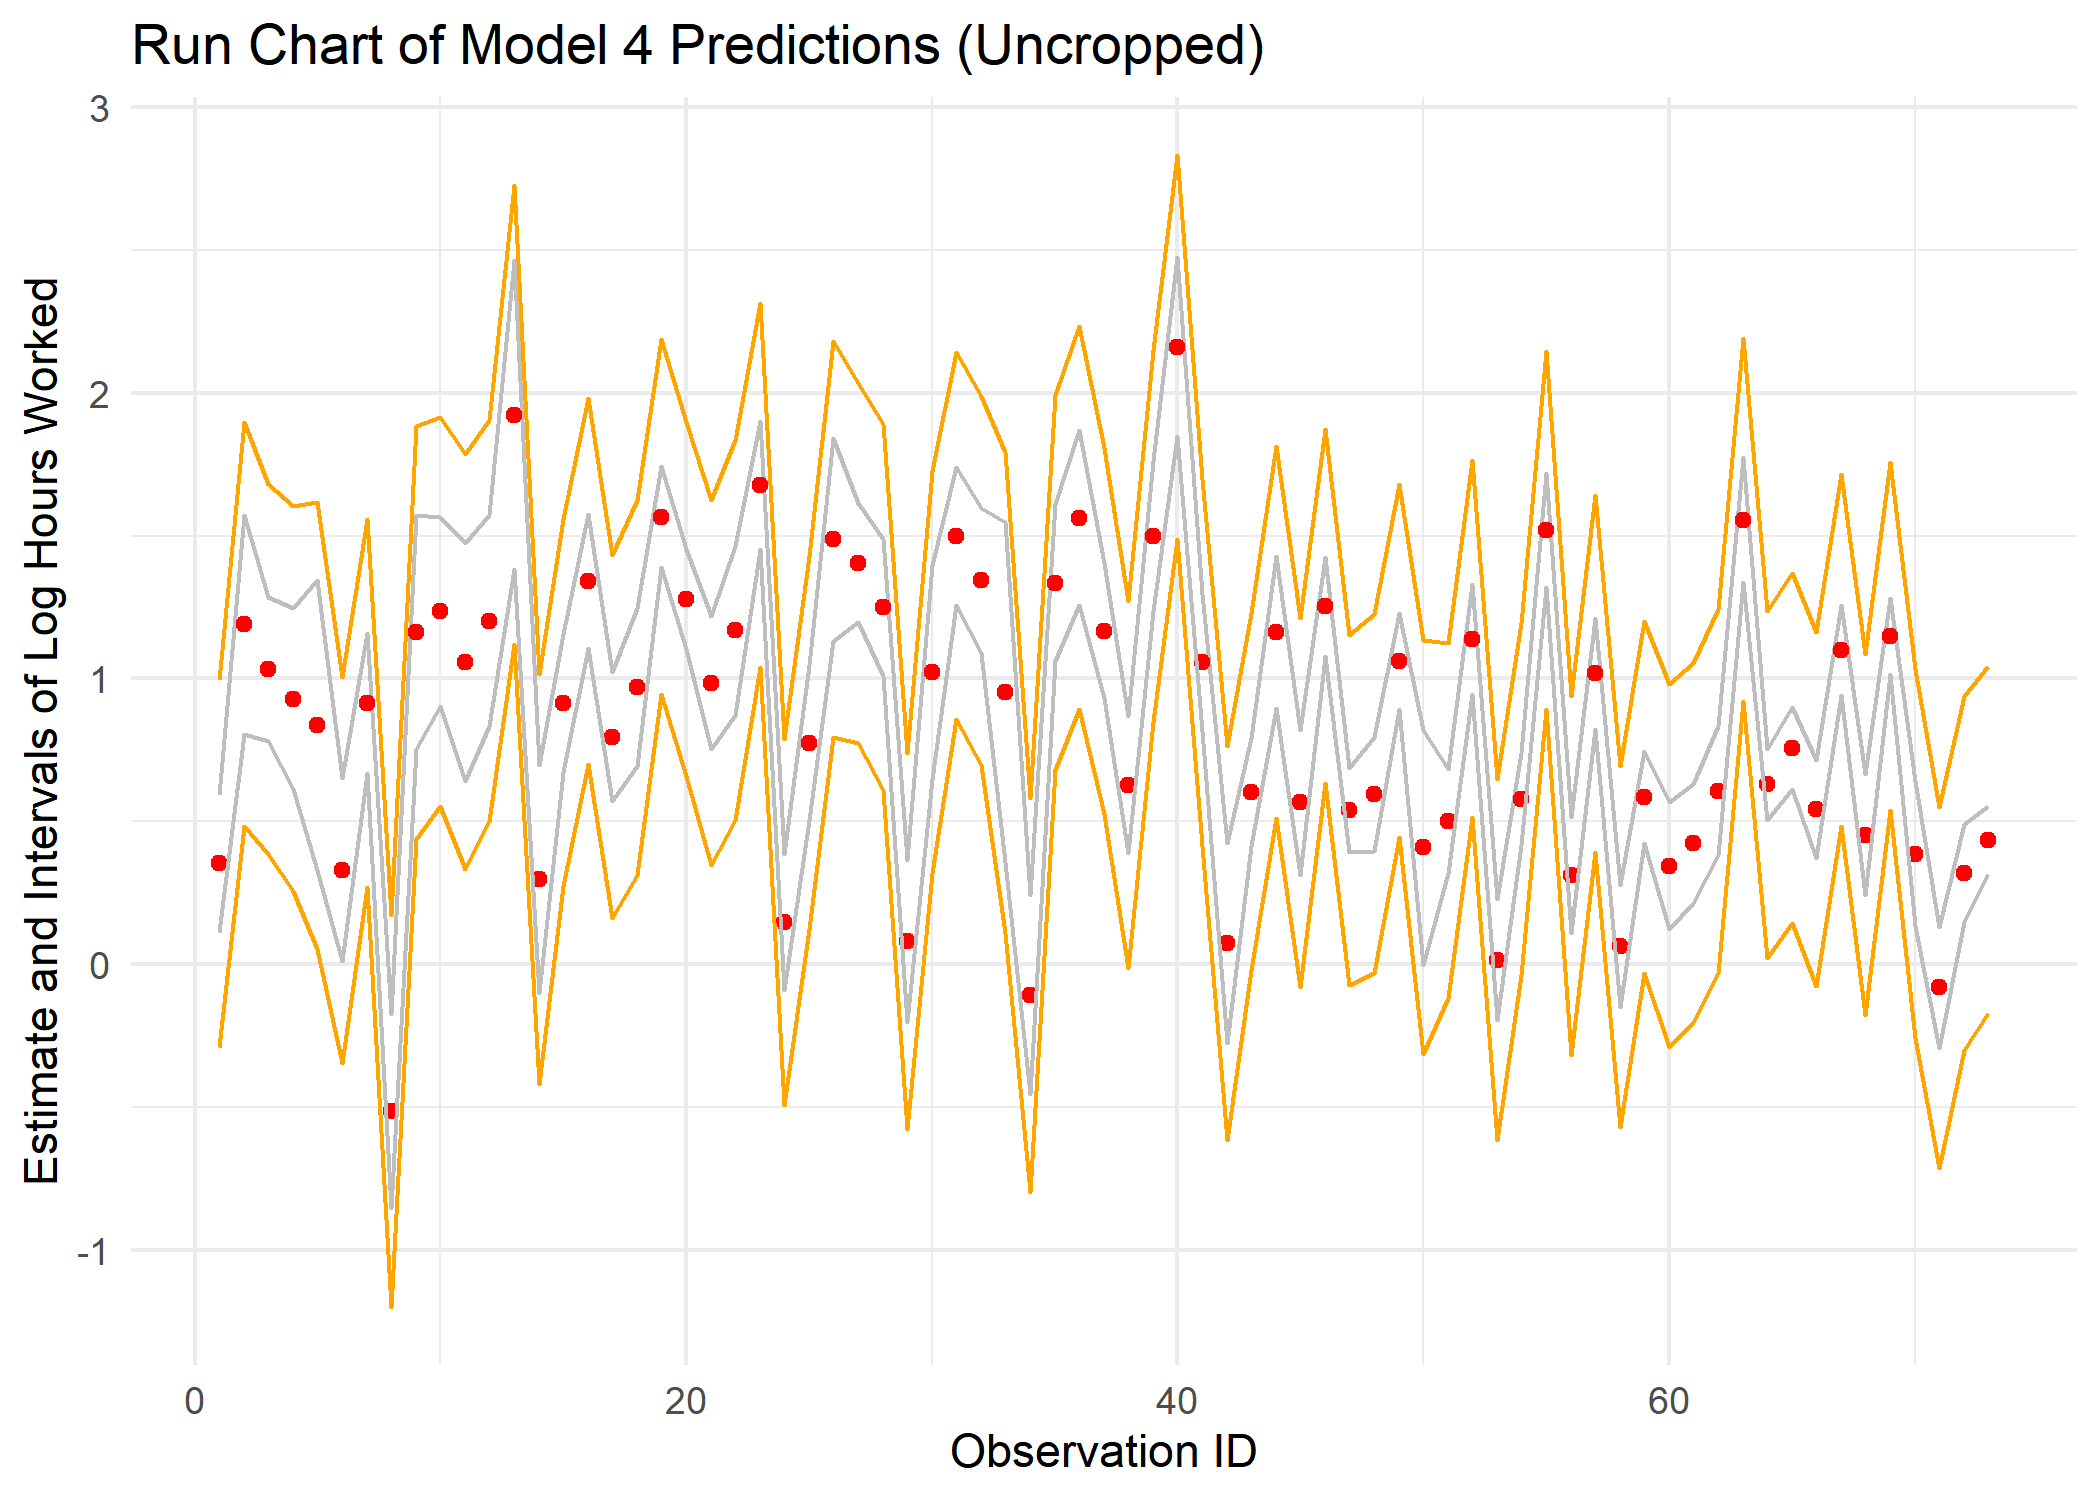 Run Chart of Model 4 Predictions (Uncropped)
Estimate and Intervals of Log Hours Worked
3
2
1
0
-1
0 20 40 60
Observation ID